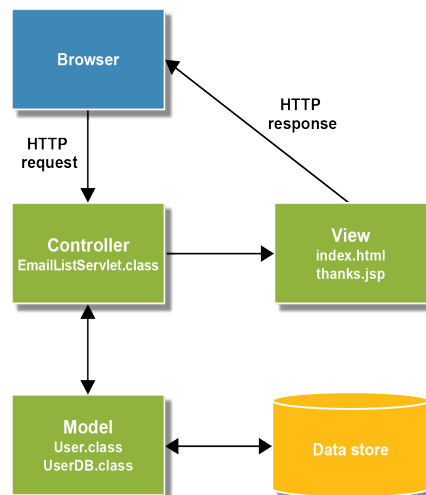 Browser
HTTP
response
HTTP
request
Controller
EmailListServlet.class
View
index.html
thanks.jsp
Model
User.class
UserDB.class
Data store